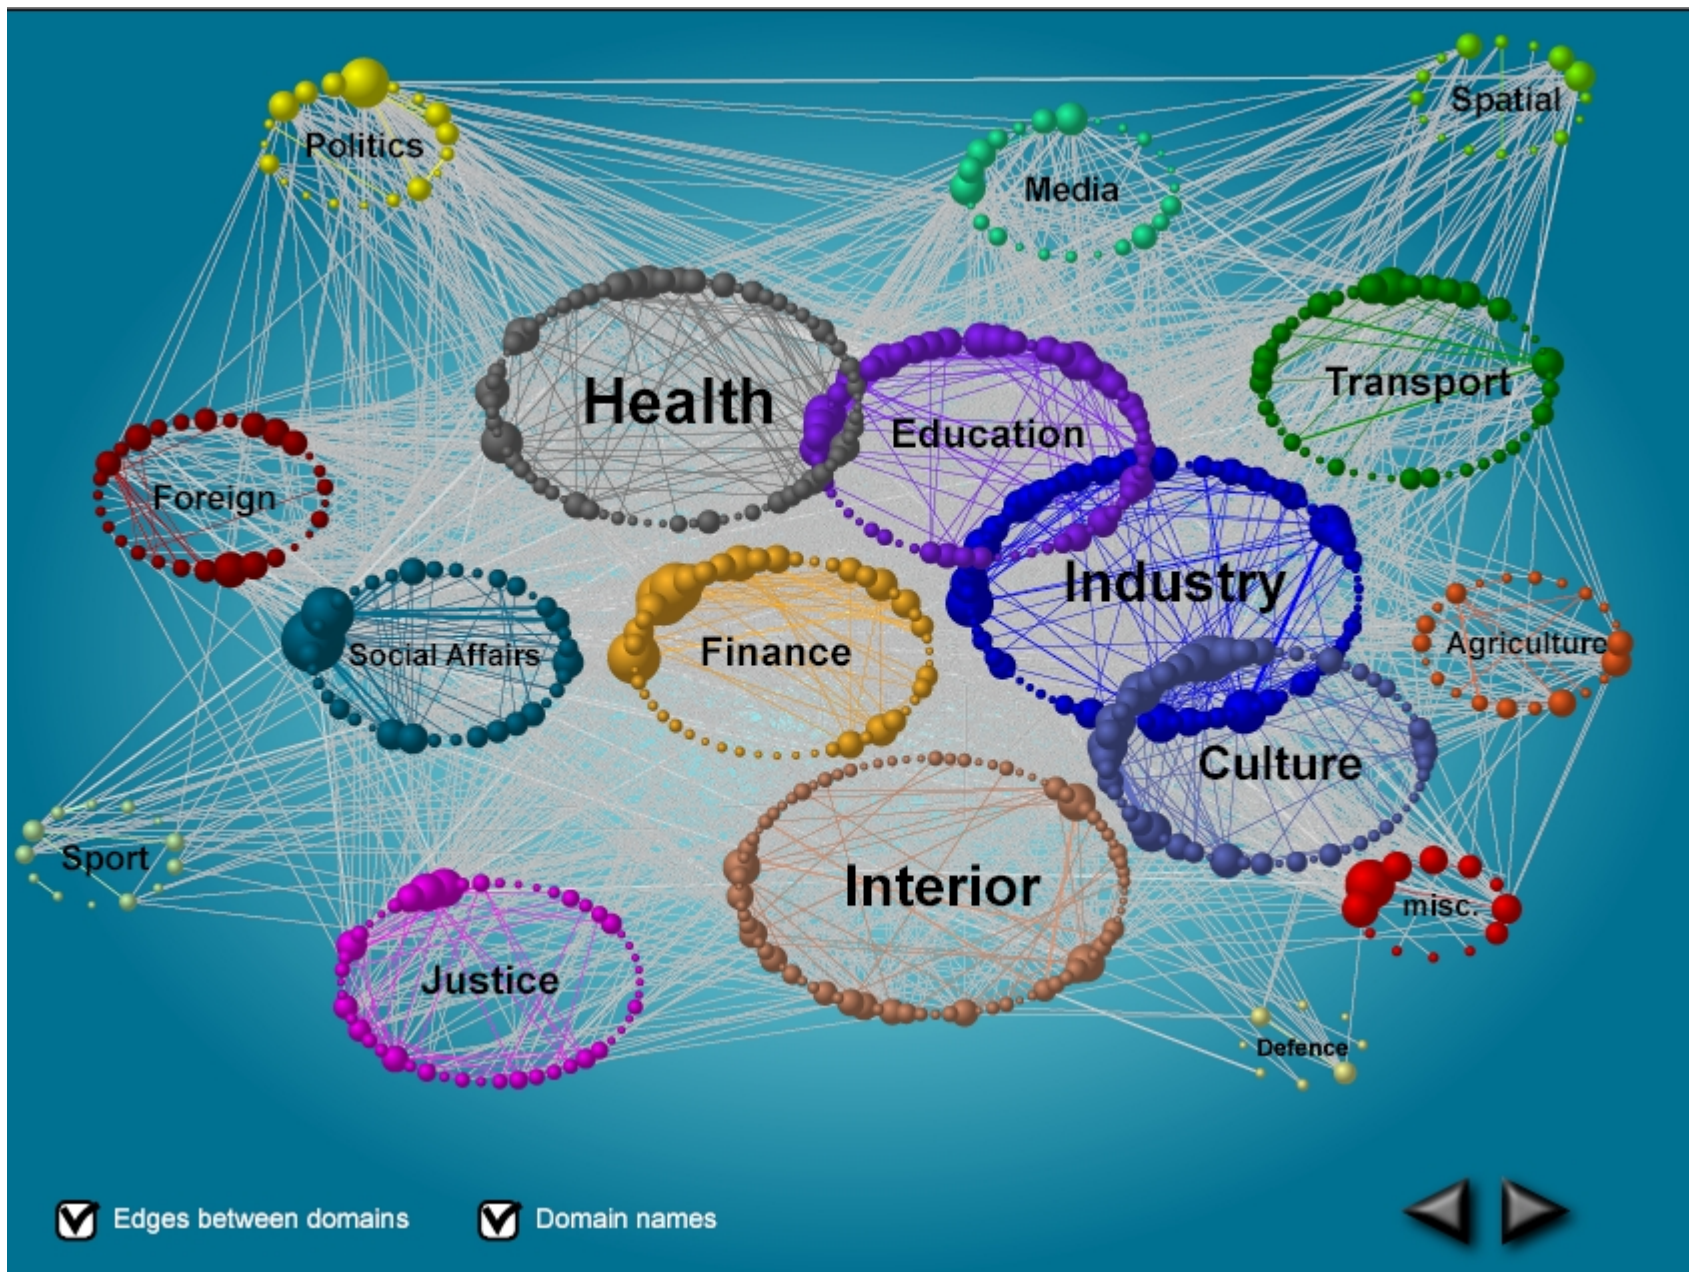 Spatial
Politics
Media
Transport
Health
Education
Foreign
Industry
Agriculture
Social Affairs
Finance
Culture
Sport
Interior
misc.
Justice
Defence
Edges between domains
Domain names